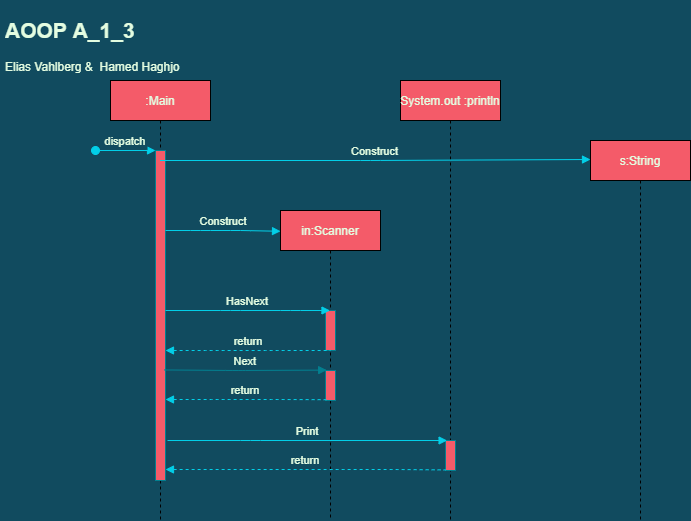 AOOP A_1_3
Elias Vahlberg &  Hamed Haghjo
:Main
System.out :println
dispatch
Construct
s:String
Construct
in:Scanner
HasNext
return
Next
return
Print
return